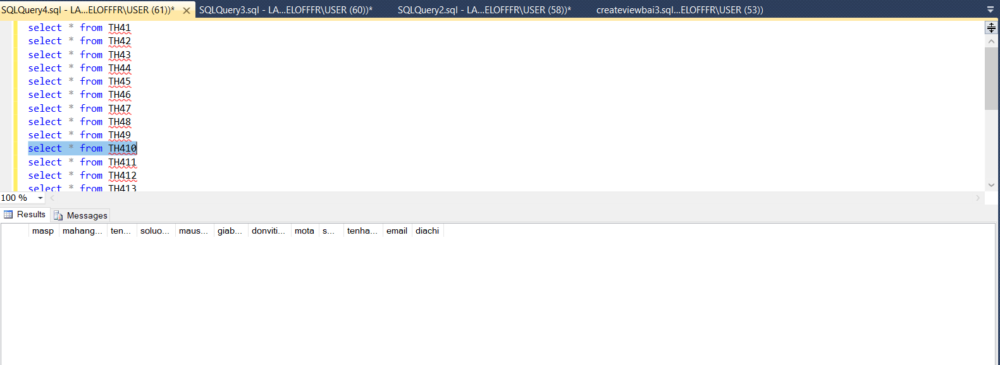 SQLQuery4.sql - LA...ELOFFFR\USER (61))* SQLQuery3.sql - LA...ELOFFFR\USER (60))* SQLQuery2.sql - LA...ELOFFFR\USER (58))* createviewbai3.sql...ELOFFFR\USER (53))
select * from TH41
select * from TH42
select * from TH43
select * from TH44
select * from TH45
select * from TH46
select * from TH47
select * from TH48
select * from TH49
select * from TH410
select * from TH411
select * from TH412
select * from TH413
100 %
Results Messages
masp mahang... ten... soluo... maus... giab... donviti... mota s... tenha... email diachi